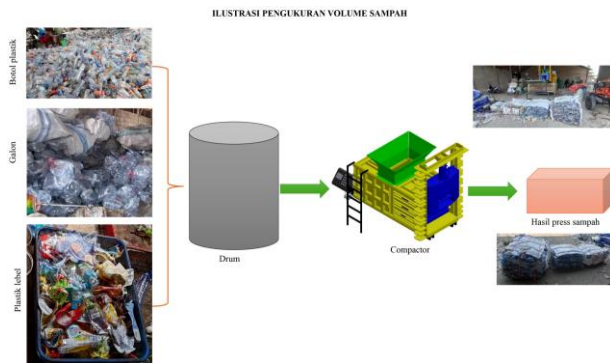 ILUSTRASI PENGUKURAN VOLUME SAMPAH
Botol plastik
Galon
Plastik lebel
Drum
Compactor
Hasil press sampah